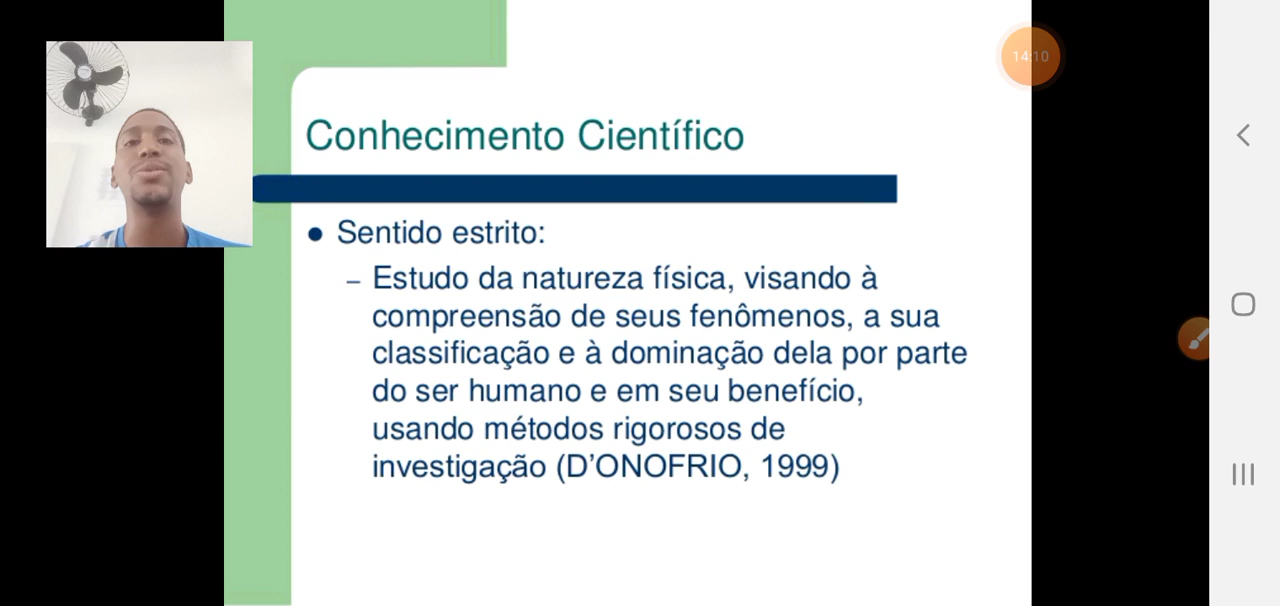 14:10
Conhecimento Científico
● Sentido estrito:
– Estudo da natureza física, visando à
compreensão de seus fenômenos, a sua
classificação e à dominação dela por parte
do ser humano e em seu benefício,
usando métodos rigorosos de
investigação (D’ONOFRIO, 1999)